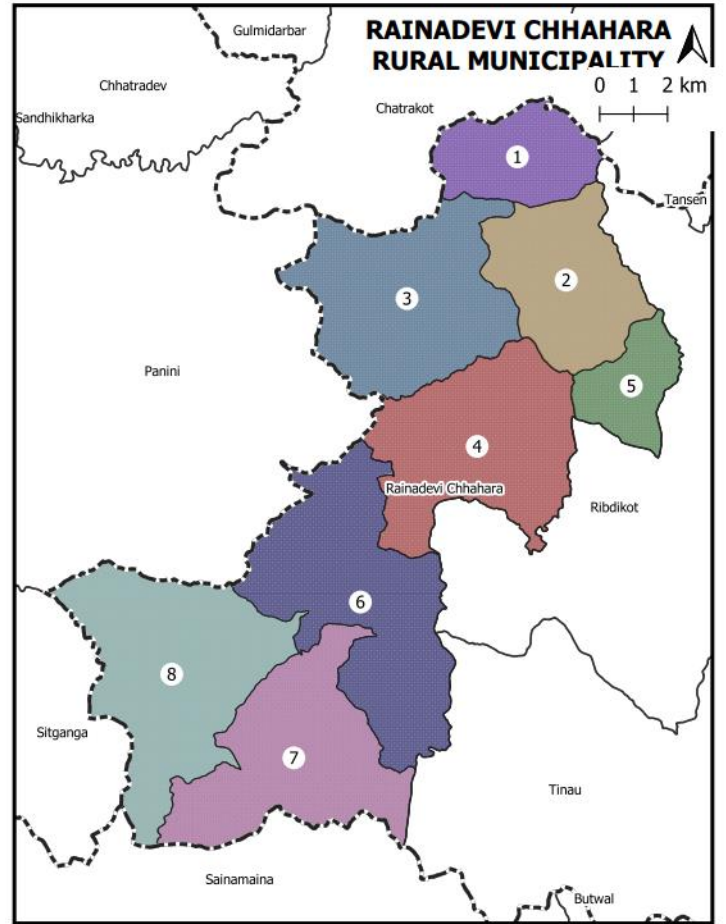 RAINADEVI CHHAHARA
RURAL MUNICIPALITY
0 1 2 km
Gulmidarbar
Chhatradev
Chatrakot
Sandhikharka
1
Tansen
2
3
Panini
5
4
Rainadevi Chhahara
Ribdikot
6
8
Sitganga
7
Tinau
Sainamaina
Butwal